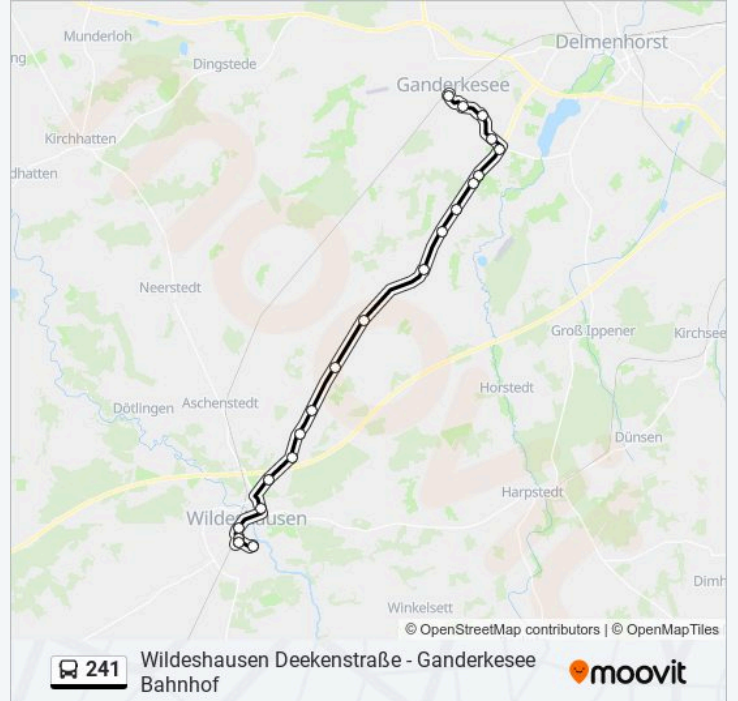 Munderloh
Delmenhorst
ng
Dingstede
Ganderkesee
Kirchhatten
dhatten
Neerstedt
Groß Ippener
Kirchsee
Horstedt
Dötlingen
Aschenstedt
Dünsen
Harpstedt
Wildeshausen
Dimh
Winkelsett
© OpenStreetMap contributors | © OpenMapTiles
241
Wildeshausen Deekenstraße - Ganderkesee
Bahnhof
moovit